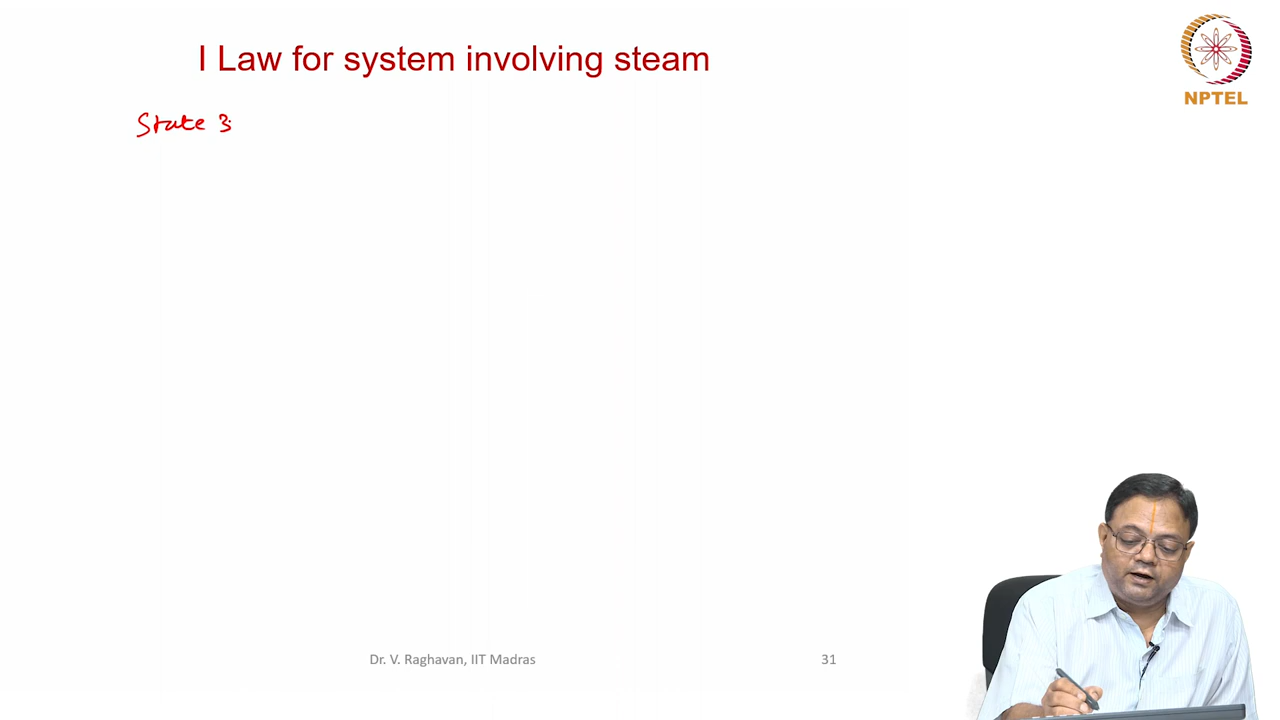 I Law for system involving steam
NPTEL
State 3:
Dr. V. Raghavan, IIT Madras
31